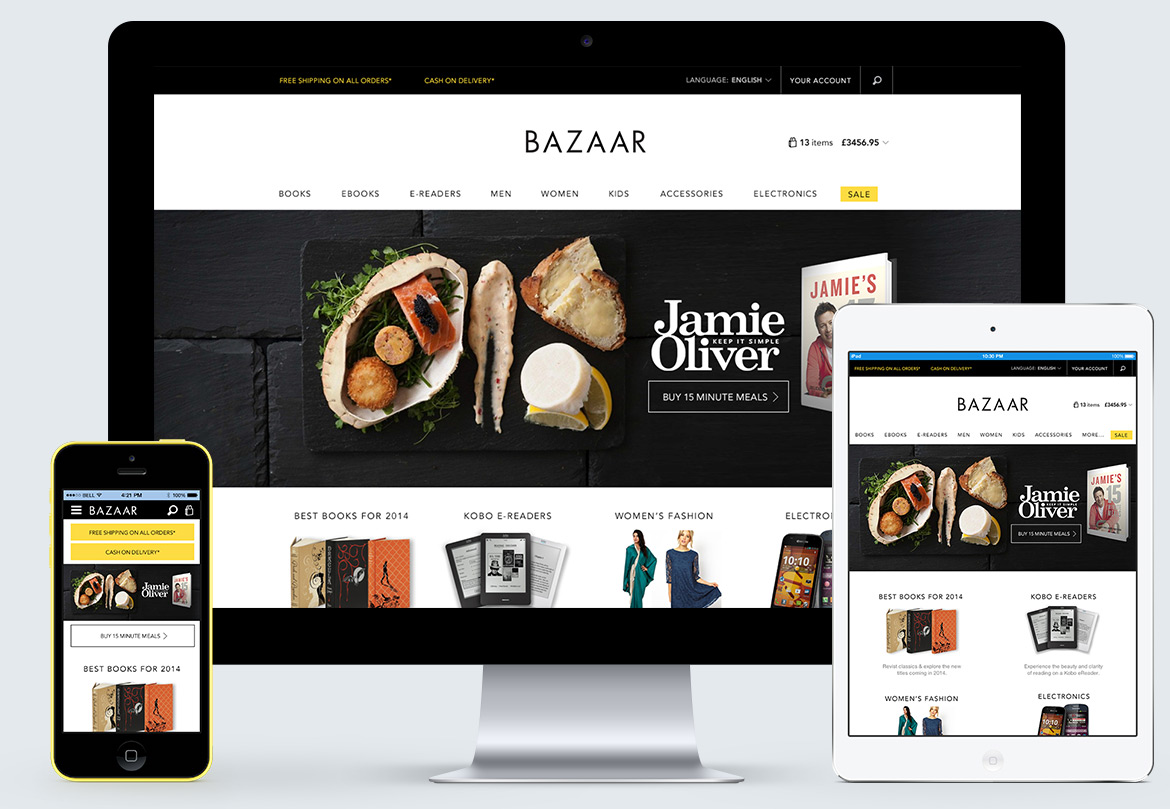 FREE SHIPPING ON ALL ORDERS* CASH ON DELIVERY* LANGUAGE: ENGLISH YOUR ACCOUNT
BAZAAR
13 items £3456.95
BOOKS EBOOKS E-READERS MEN WOMEN KIDS ACCESSORIES ELECTRONICS SALE
JAMIE'S
Jamie
KEEP IT SIMPLE
Oliver
BUY 15 MINUTE MEALS
BEST BOOKS FOR 2014 KOBO E-READERS WOMEN'S FASHION ELECTRO
10:10
BELL 4:21 PM 100%
BAZAAR
FREE SHIPPING ON ALL ORDERS*
CASH ON DELIVERY*
Jamie
Oliver
JAMIE'S
15
BUY 15 MINUTE MEALS
BEST BOOKS FOR 2014
iPad 10:30 PM 100%
FREE SHIPPING ON ALL ORDERS* CASH ON DELIVERY* LANGUAGE: ENGLISH YOUR ACCOUNT
BAZAAR
13 items £3456.95
BOOKS EBOOKS E-READERS MEN WOMEN KIDS ACCESSORIES MORE... SALE
JAMIE'S
15
Jamie
KEEP IT SIMPLE
Oliver
BUY 15 MINUTE MEALS
BEST BOOKS FOR 2014 KOBO E-READERS
Revist classics & explore the new
titles coming in 2014.
Experience the beauty and clarity
of reading on a Kobo eReader.
WOMEN'S FASHION ELECTRONICS
10:10